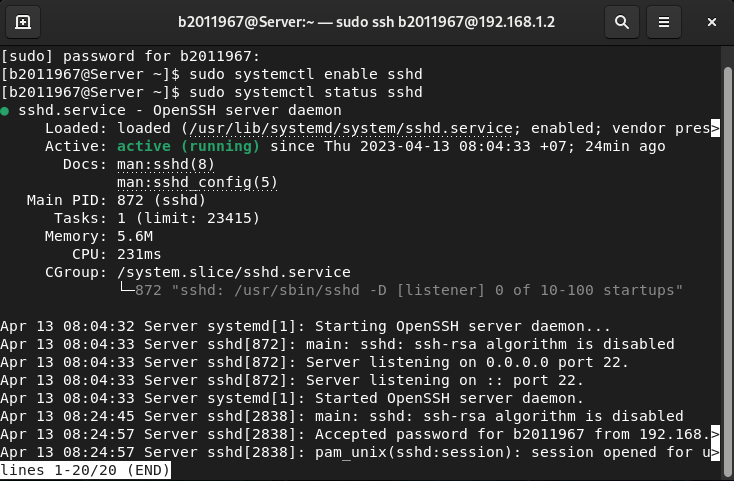 b2011967@Server:~ — sudo ssh b2011967@192.168.1.2
[sudo] password for b2011967:
[b2011967@Server ~]$ sudo systemctl enable sshd
[b2011967@Server ~]$ sudo systemctl status sshd
● sshd.service - OpenSSH server daemon
     Loaded: loaded (/usr/lib/systemd/system/sshd.service; enabled; vendor pres>
     Active: active (running) since Thu 2023-04-13 08:04:33 +07; 24min ago
       Docs: man:sshd(8)
             man:sshd_config(5)
   Main PID: 872 (sshd)
      Tasks: 1 (limit: 23415)
     Memory: 5.6M
        CPU: 231ms
     CGroup: /system.slice/sshd.service
             └─872 "sshd: /usr/sbin/sshd -D [listener] 0 of 10-100 startups"
Apr 13 08:04:32 Server systemd[1]: Starting OpenSSH server daemon...
Apr 13 08:04:33 Server sshd[872]: main: sshd: ssh-rsa algorithm is disabled
Apr 13 08:04:33 Server sshd[872]: Server listening on 0.0.0.0 port 22.
Apr 13 08:04:33 Server sshd[872]: Server listening on :: port 22.
Apr 13 08:04:33 Server systemd[1]: Started OpenSSH server daemon.
Apr 13 08:24:45 Server sshd[2838]: main: sshd: ssh-rsa algorithm is disabled
Apr 13 08:24:57 Server sshd[2838]: Accepted password for b2011967 from 192.168.>
Apr 13 08:24:57 Server sshd[2838]: pam_unix(sshd:session): session opened for u>
lines 1-20/20 (END)